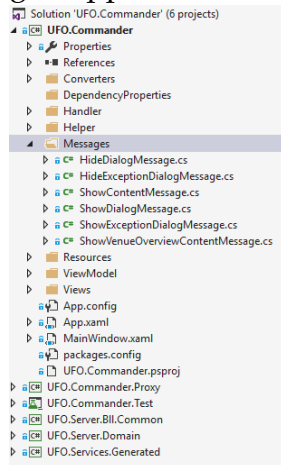 Solution 'UFO.Commander' (6 projects)
UFO.Commander
Properties
References
Converters
DependencyProperties
Handler
Helper
Messages
HideDialogMessage.cs
HideExceptionDialogMessage.cs
ShowContentMessage.cs
ShowDialogMessage.cs
ShowExceptionDialogMessage.cs
ShowVenueOverviewContentMessage.cs
Resources
ViewModel
Views
App.config
App.xaml
MainWindow.xaml
packages.config
UFO.Commander.psproj
UFO.Commander.Proxy
UFO.Commander.Test
UFO.Server.Bll.Common
UFO.Server.Domain
UFO.Services.Generated